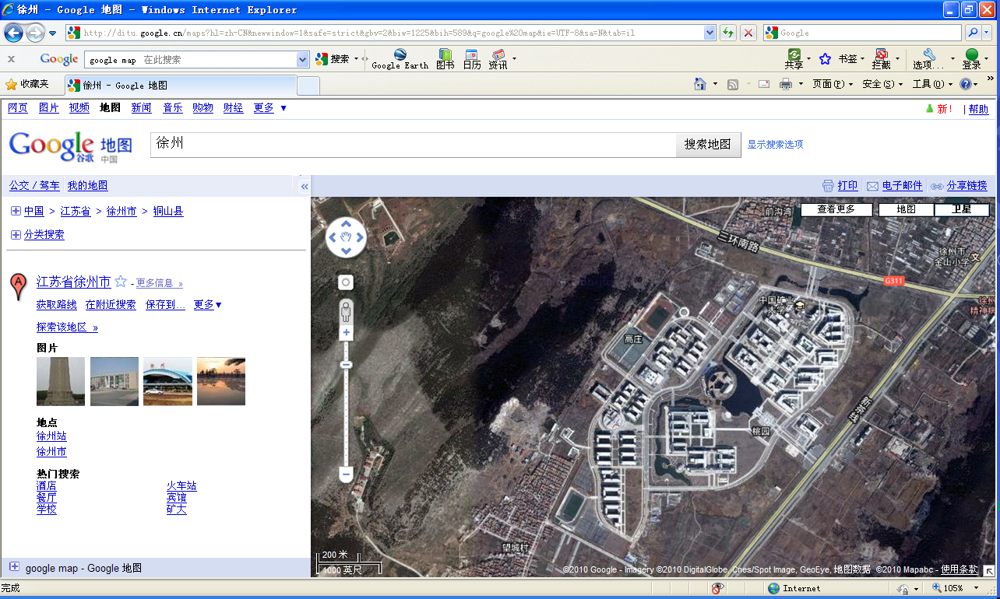 徐州 - Google 地图 - Windows Internet Explorer
http://ditu.google.cn/maps?hl=zh-CN&newwindow=1&safe=strict&gbv=2&biw=1225&bih=589&q=google%20map&ie=UTF-8&sa=N&tab=il
Google
Google google map 在此搜索 搜索 Google Earth 图书 日历 资讯 共享 书签 拦截 选项... 登录
收藏夹 徐州 - Google 地图 页面(P) 安全(S) 工具(O)
网页 图片 视频 地图 新闻 音乐 购物 财经 更多 ▼ 新! | 帮助
Google 谷歌 地图 中国 徐州 搜索地图 显示搜索选项
公交 / 驾车 我的地图 « 打印 电子邮件 分享链接
中国 > 江苏省 > 徐州市 > 铜山县
分类搜索
A 江苏省徐州市 - 更多信息 »
获取路线 在附近搜索 保存到... 更多▼
探索该地区 »
图片
地点
徐州站
徐州市
热门搜索
酒店 火车站
餐厅 宾馆
学校 矿大
google map - Google 地图
查看更多 地图 卫星
前沟湾
三环南路
徐州市
金山小学
文
G311
中国矿业
大学
徐州
精神病
高庄
新茶线
桃园
望城村
200 米
1000 英尺
©2010 Google - Imagery ©2010 DigitalGlobe, Cnes/Spot Image, GeoEye, 地图数据 ©2010 Mapabc - 使用条款
完成 Internet 105%